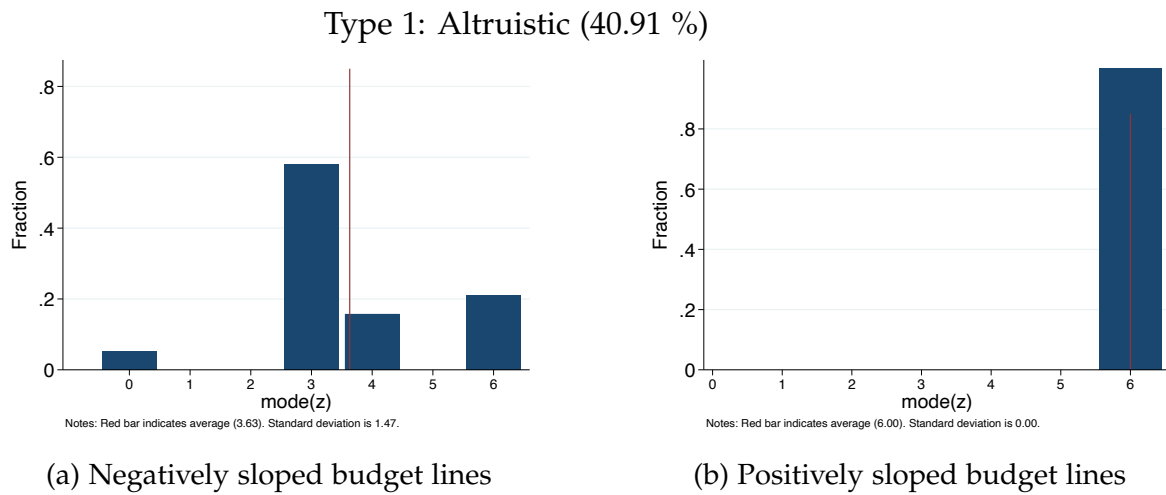 Type 1: Altruistic (40.91 %)
Fraction
.8
.6
.4
.2
0
0 1 2 3 4 5 6
mode(z)
Notes: Red bar indicates average (3.63). Standard deviation is 1.47.
(a) Negatively sloped budget lines
Fraction
.8
.6
.4
.2
0
0 1 2 3 4 5 6
mode(z)
Notes: Red bar indicates average (6.00). Standard deviation is 0.00.
(b) Positively sloped budget lines